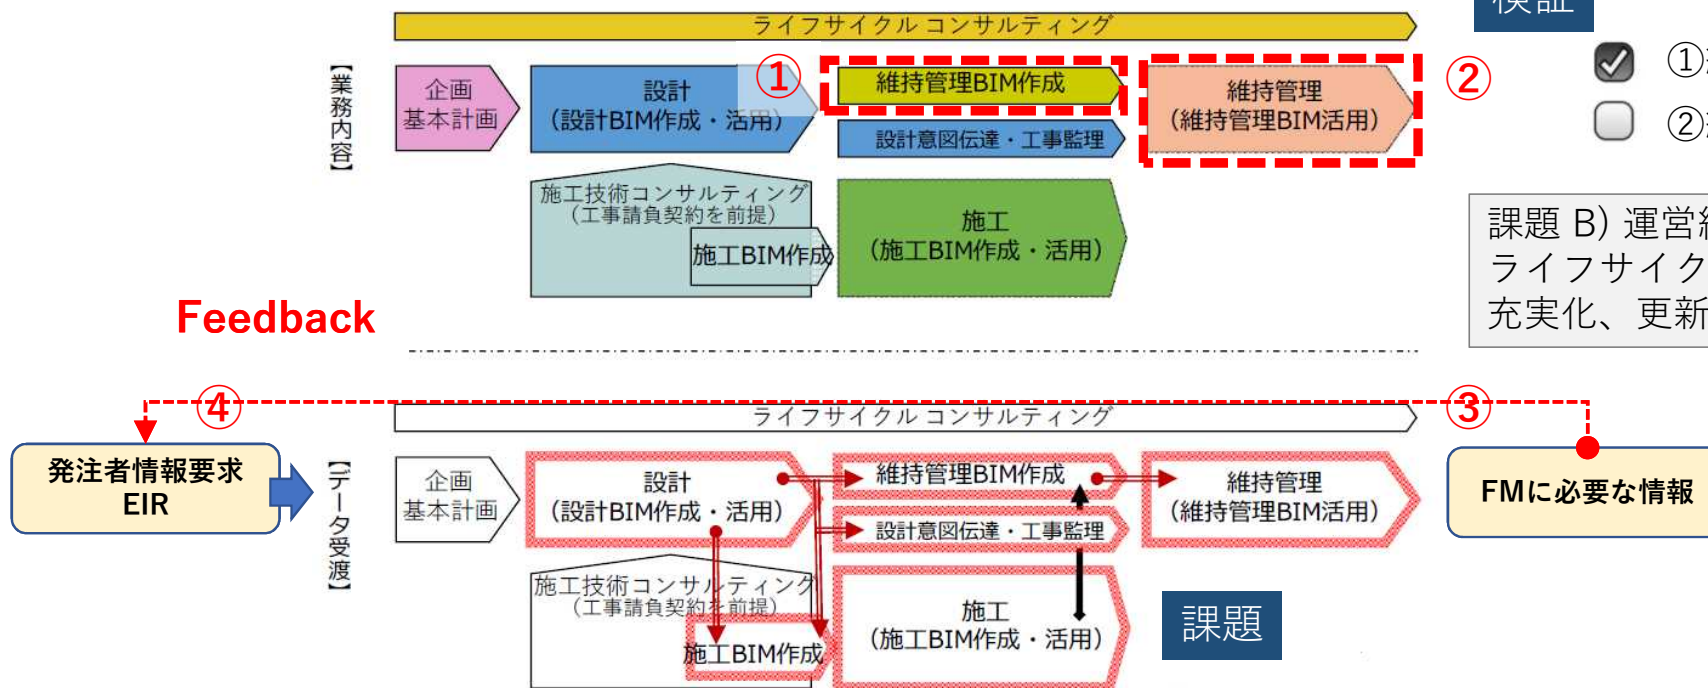 ライフサイクル コンサルティング
検証
【業務内容】
企画
基本計画
設計
（設計BIM作成・活用）
①
維持管理BIM作成
設計意図伝達・工事監理
維持管理
（維持管理BIM活用）
②
①
②
施工技術コンサルティング
（工事請負契約を前提）
施工BIM作成
施工
（施工BIM作成・活用）
課題 B) 運営
ライフサイク
充実化、更新
Feedback
④
ライフサイクル コンサルティング
③
発注者情報要求
EIR
【データ受渡】
企画
基本計画
設計
（設計BIM作成・活用）
維持管理BIM作成
設計意図伝達・工事監理
維持管理
（維持管理BIM活用）
FMに必要な情報
施工技術コンサルティング
（工事請負契約を前提）
施工BIM作成
施工
（施工BIM作成・活用）
課題